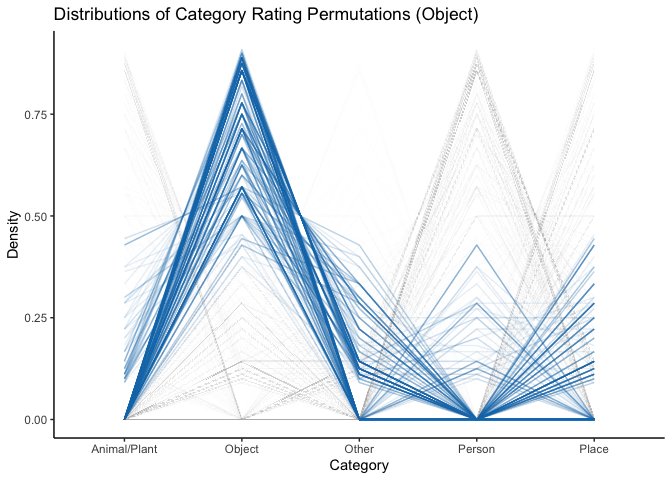 Distributions of Category Rating Permutations (Object)
Density
0.75
0.50
0.25
0.00
Animal/Plant Object Other Person Place
Category